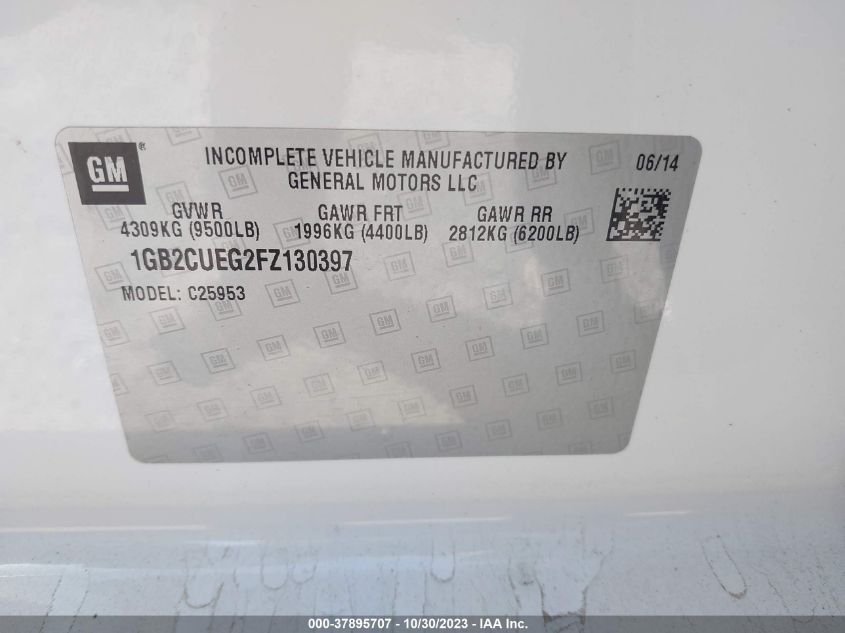 GM®
INCOMPLETE VEHICLE MANUFACTURED BY
GENERAL MOTORS LLC
06/14
GVWR GAWR FRT GAWR RR
4309KG (9500LB) 1996KG (4400LB) 2812KG (6200LB)
1GB2CUEG2FZ130397
MODEL: C25953
000-37895707 - 10/30/2023 - IAA Inc.